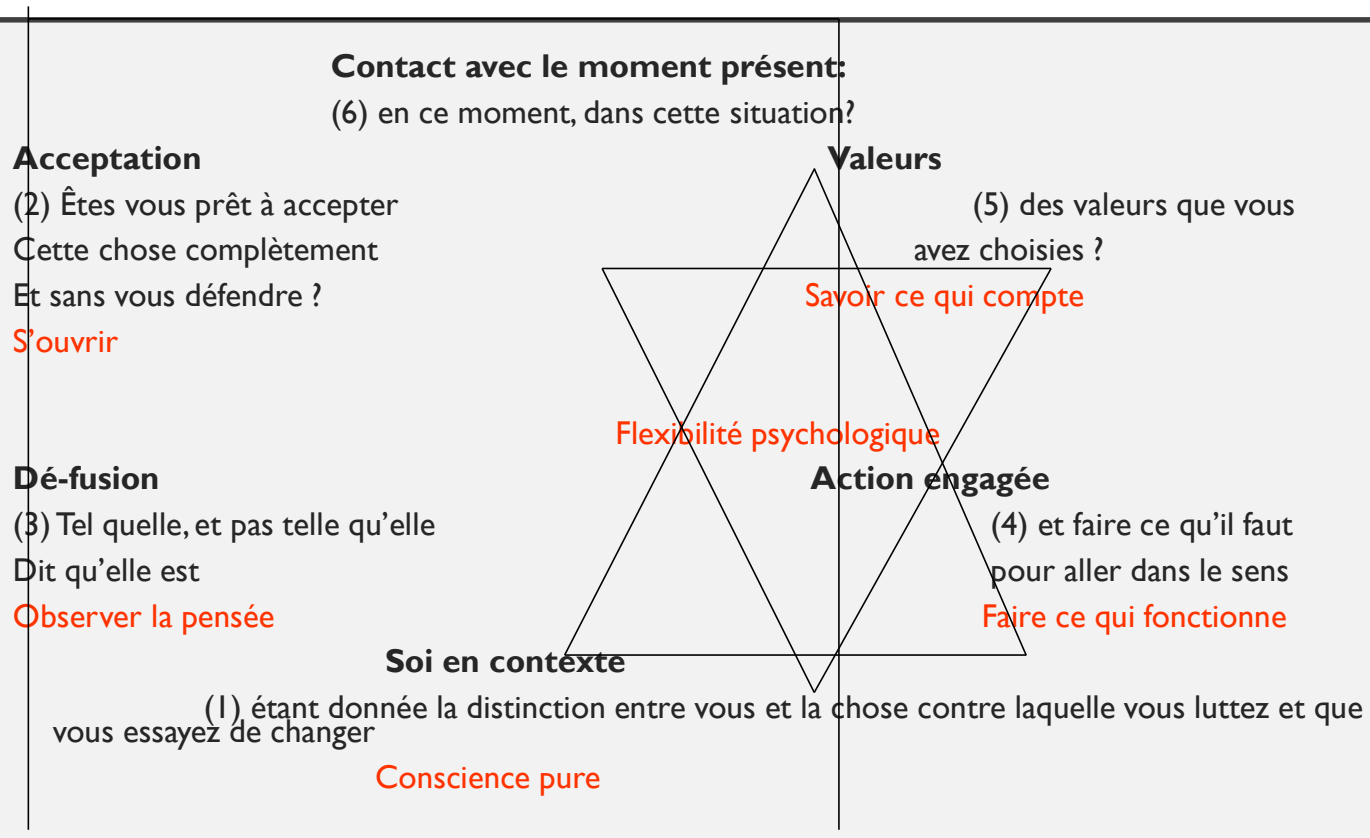 Contact avec le moment présent:
(6) en ce moment, dans cette situation?
Acceptation
(2) Êtes vous prêt à accepter
Cette chose complètement
Et sans vous défendre ?
S’ouvrir
Valeurs
(5) des valeurs que vous
avez choisies ?
Savoir ce qui compte
Flexibilité psychologique
Dé-fusion
(3) Tel quelle, et pas telle qu’elle
Dit qu’elle est
Observer la pensée
Action engagée
(4) et faire ce qu’il faut
pour aller dans le sens
Faire ce qui fonctionne
Soi en contexte
(1) étant donnée la distinction entre vous et la chose contre laquelle vous luttez et que
vous essayez de changer
Conscience pure